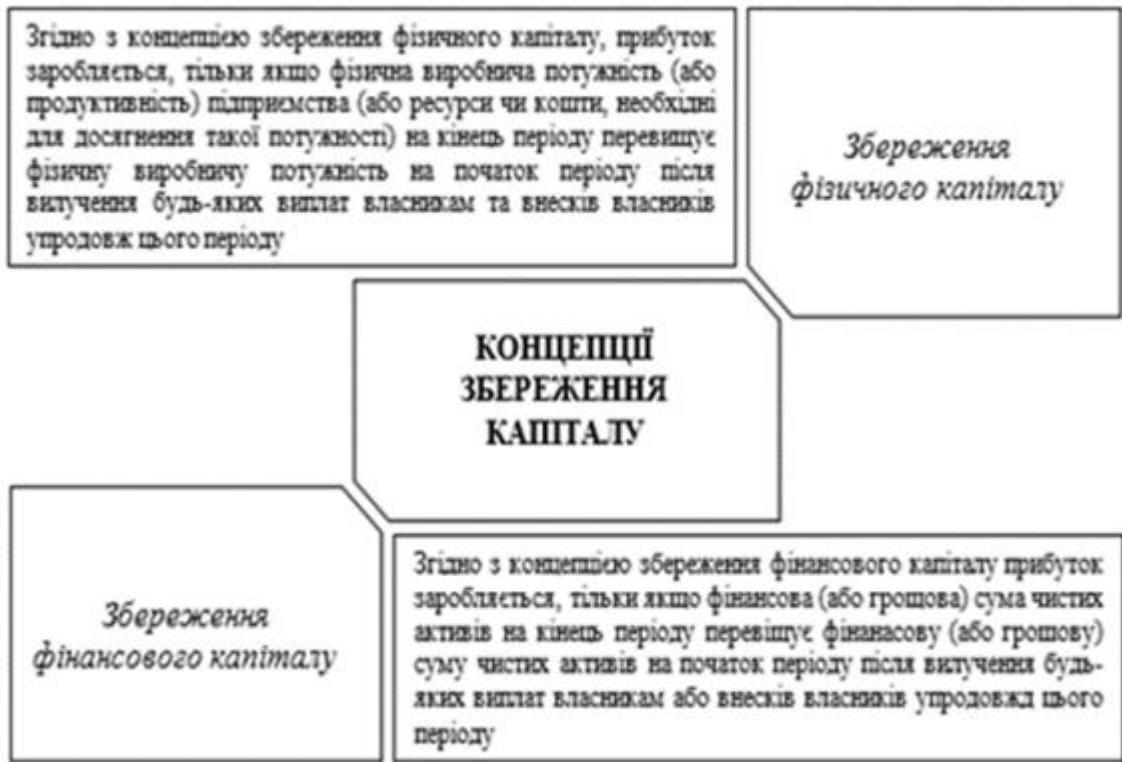 Згідно з концепцією збереження фізичного капіталу, прибуток
заробляється, тільки якщо фізична виробнича потужність (або
продуктивність) підприємства (або ресурси чи кошти, необхідні
для досягнення такої потужності) на кінець періоду перевищує
фізичну виробничу потужність на початок періоду після
вилучення будь-яких виплат власникам та внесків власників
упродовж цього періоду
Збереження
фізичного капіталу
КОНЦЕПЦІЇ
ЗБЕРЕЖЕННЯ
КАПІТАЛУ
Збереження
фінансового капіталу
Згідно з концепцією збереження фінансового капіталу прибуток
заробляється, тільки якщо фінансова (або грошова) сума чистих
активів на кінець періоду перевіщує фінанасову (або грошову)
суму чистих активів на початок періоду після вилучення будь-
яких виплат власникам або внесків власників упродовжд цього
періоду